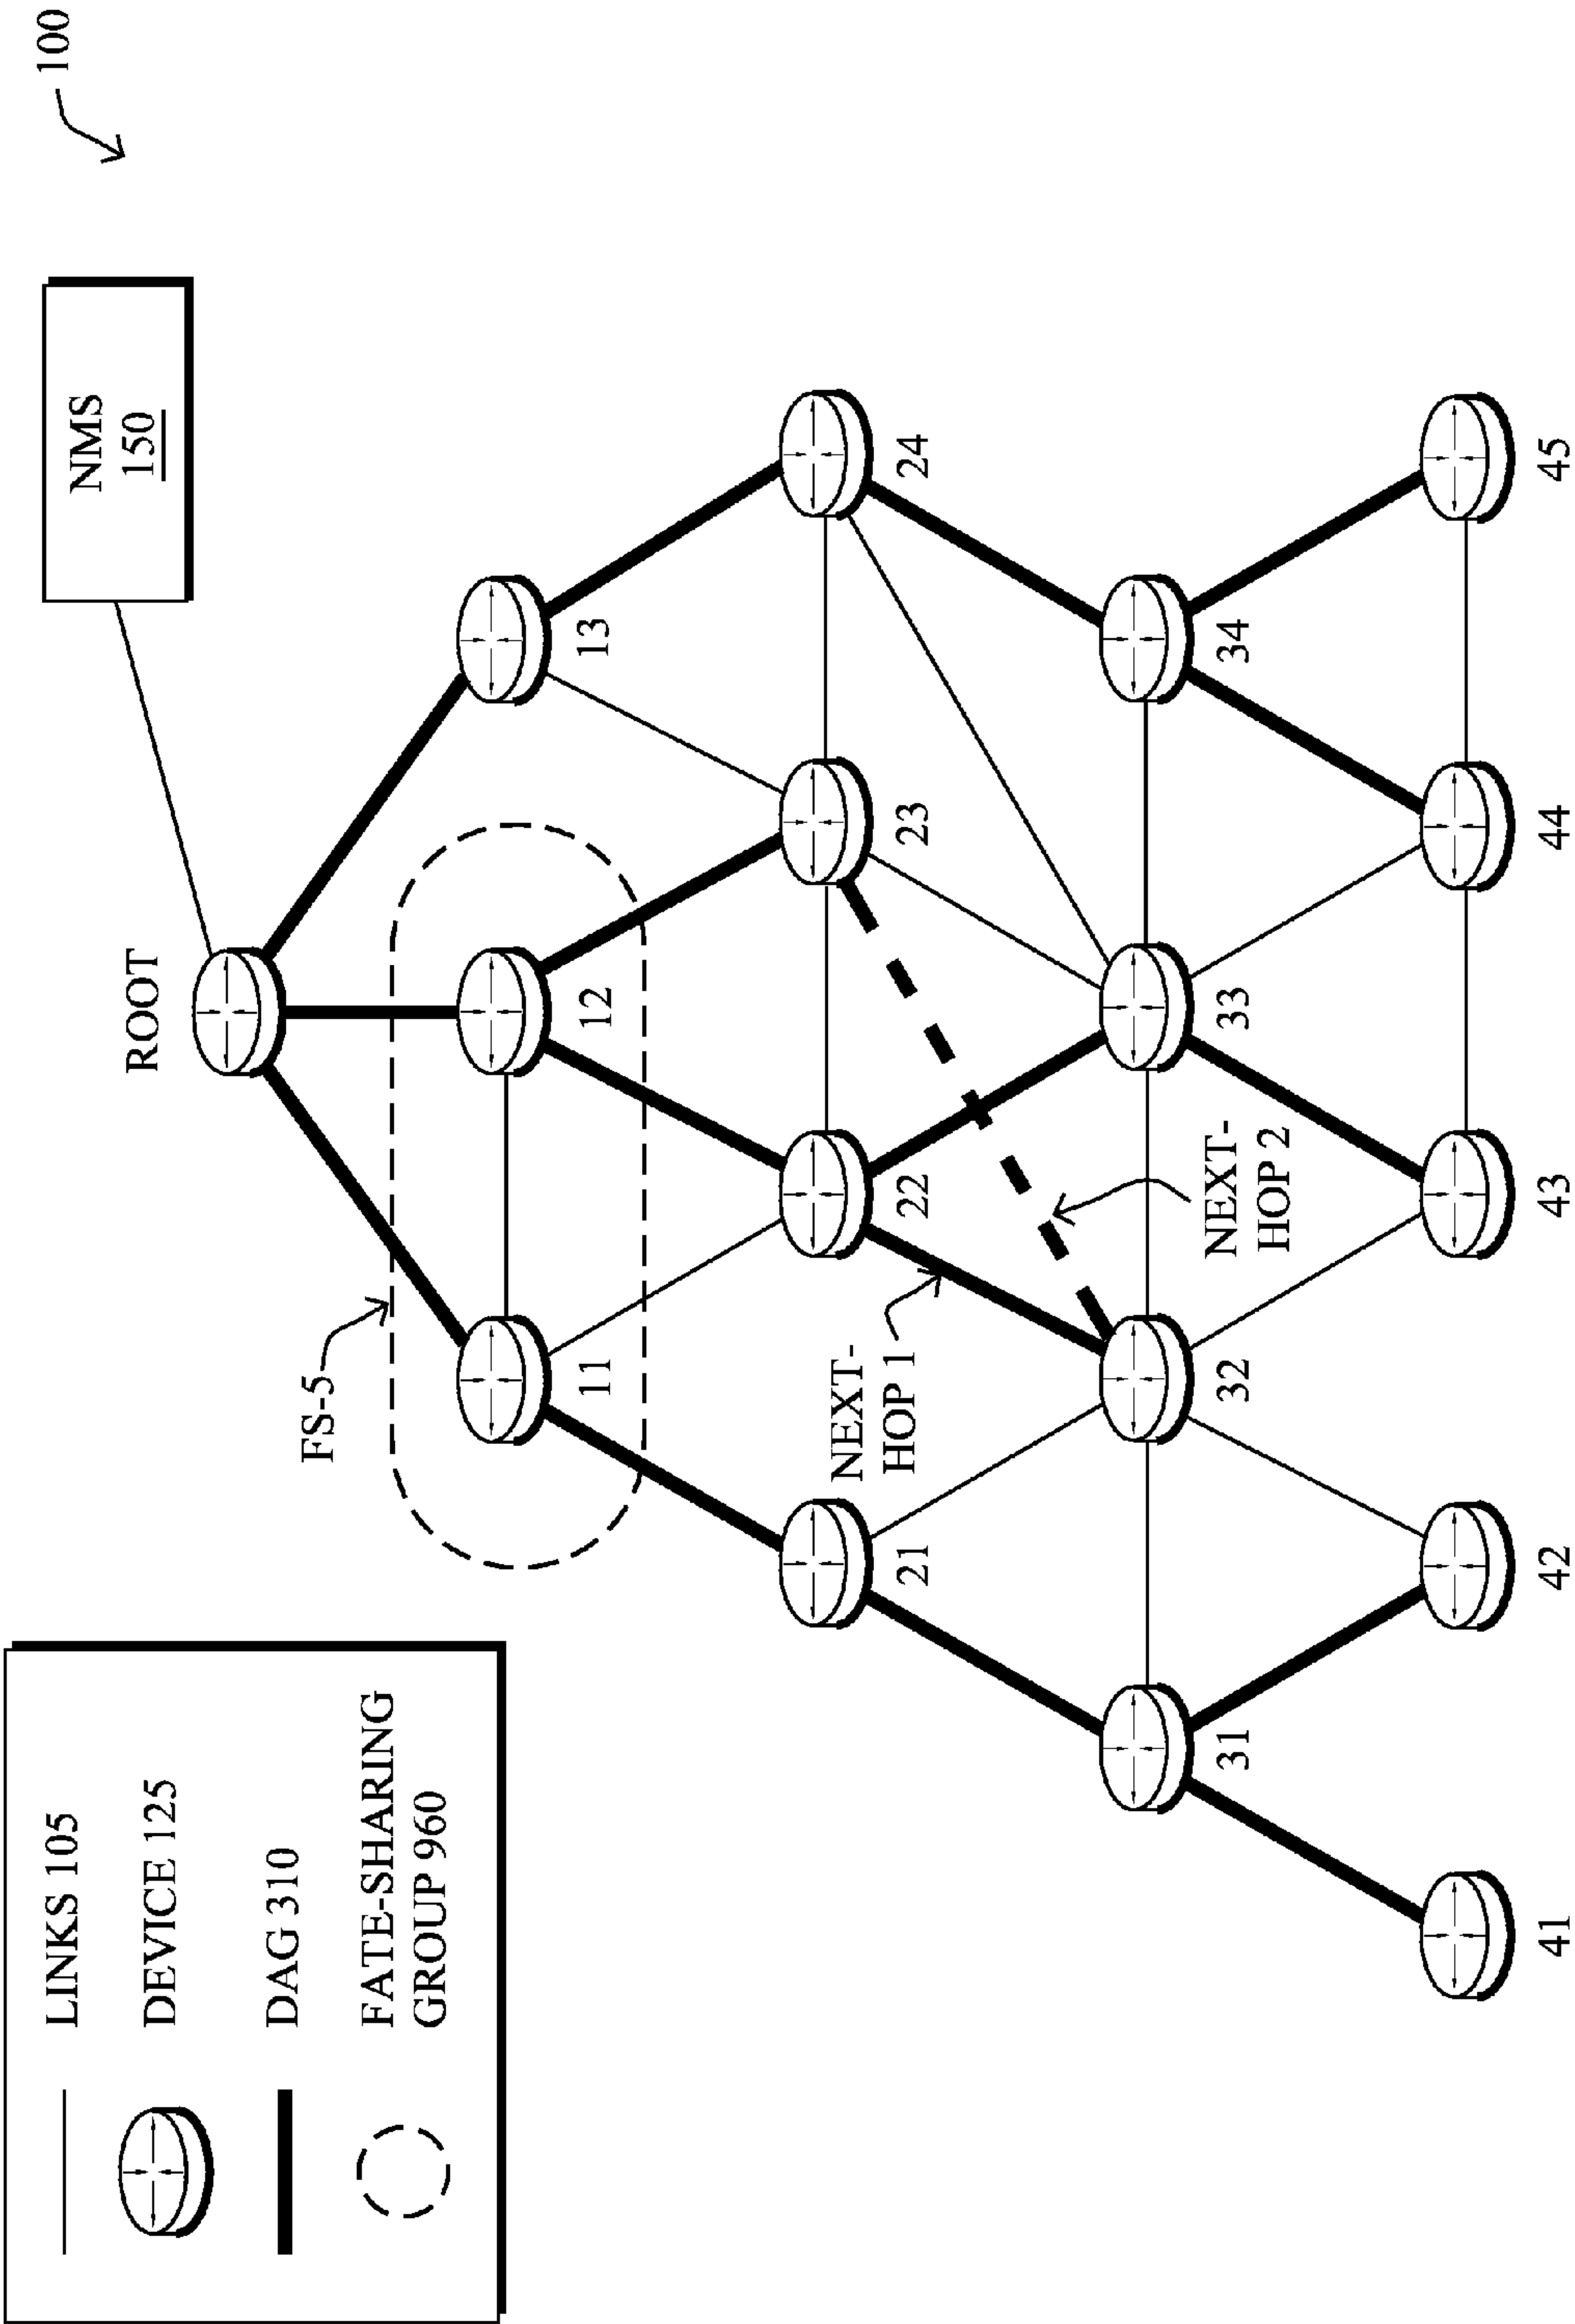 100
LINKS 105
DEVICE 125
DAG 310
FATE-SHARING
GROUP 960
NMS
150
ROOT
FS-5
11
12
13
21
22
23
24
NEXT-
HOP 1
NEXT-
HOP 2
31
32
33
34
41
42
43
44
45